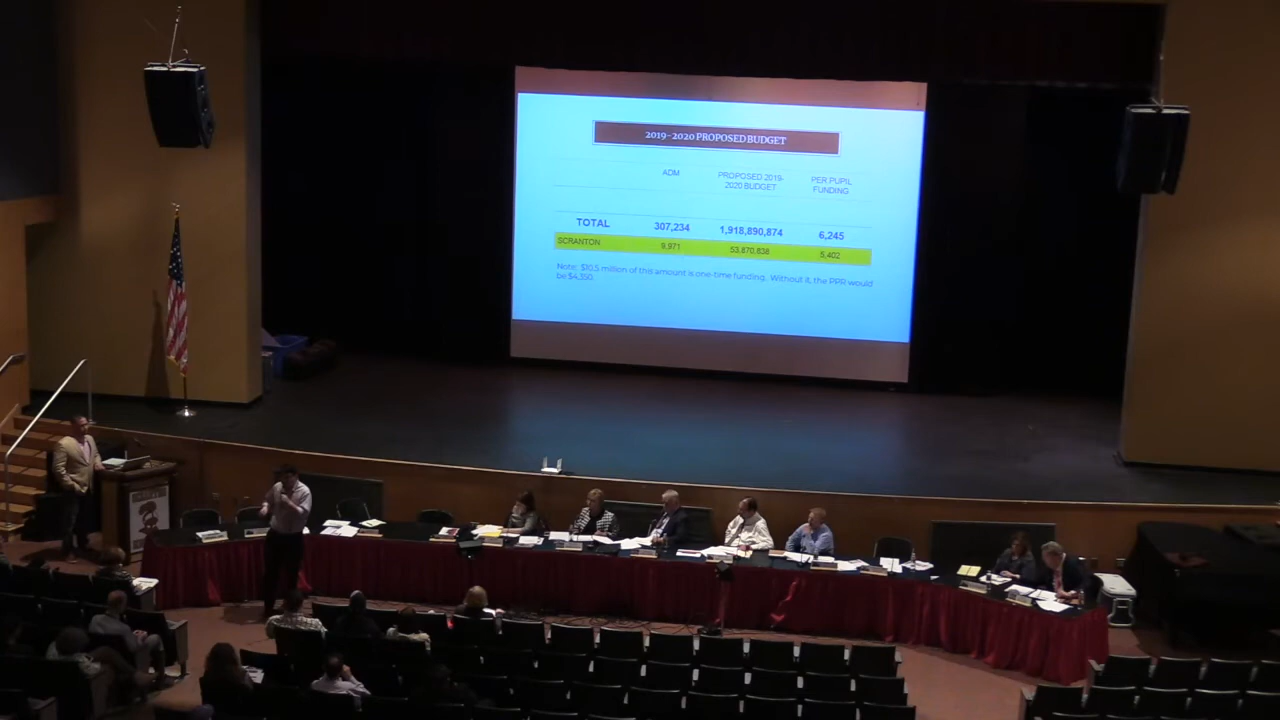 2019-2020 PROPOSED BUDGET
ADM
PROPOSED 2019-
2020 BUDGET
PER PUPIL
FUNDING
TOTAL 307,234 1,918,890,874 6,245
SCRANTON 9,971 53,870,838 5,402
Note: $10.5 million of this amount is one-time funding. Without it, the PPR would
be $4,350.
SCRANTON